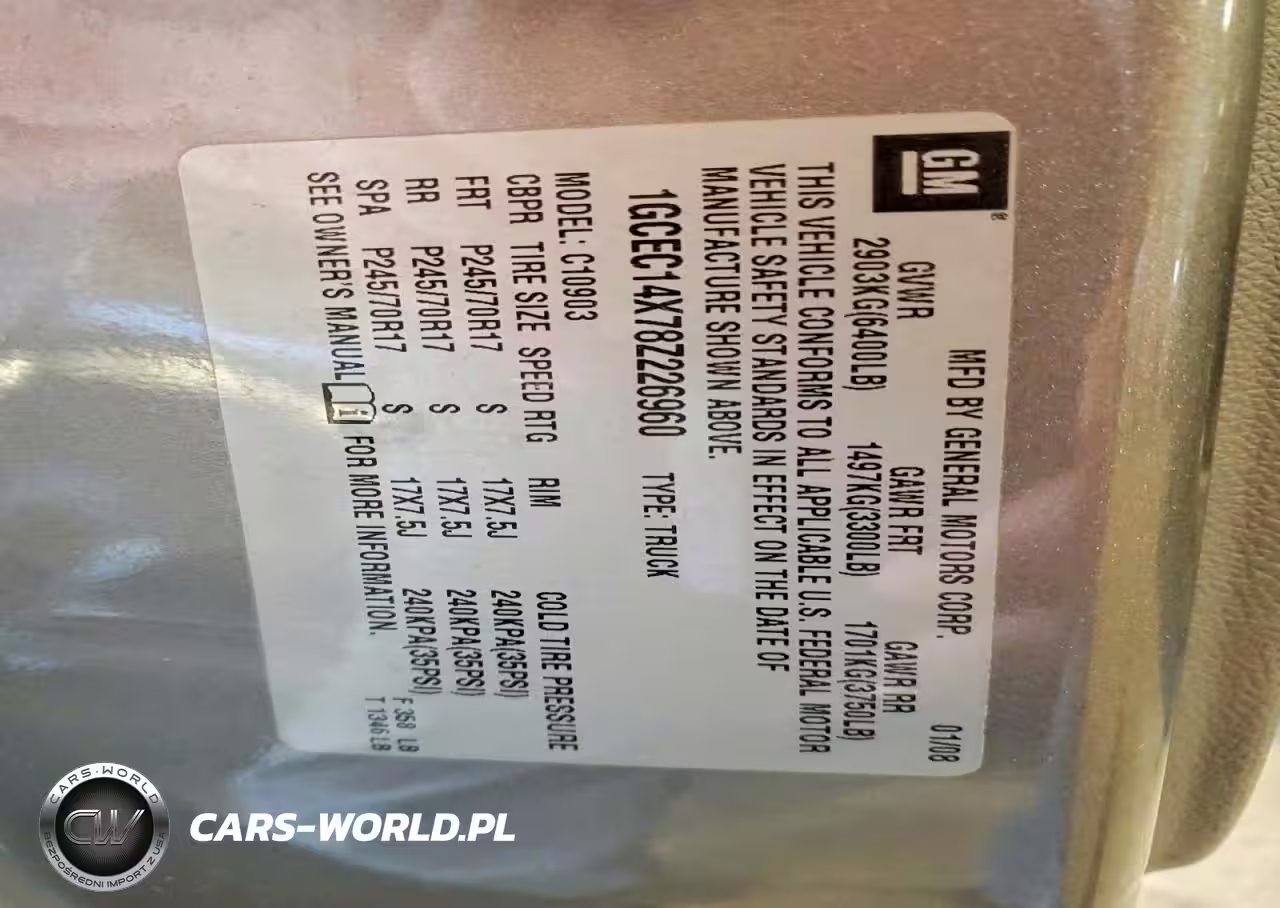 GM®
MFD BY GENERAL MOTORS CORP. 01/08
GVWR GAWR FRT GAWR RR
2903KG(6400LB) 1497KG(3300LB) 1701KG(3750LB)
THIS VEHICLE CONFORMS TO ALL APPLICABLE U.S. FEDERAL MOTOR
VEHICLE SAFETY STANDARDS IN EFFECT ON THE DATE OF
MANUFACTURE SHOWN ABOVE.
1GCEC14X78Z226960 TYPE: TRUCK
MODEL: C10903
CBPR TIRE SIZE SPEED RTG RIM COLD TIRE PRESSURE
FRT P245/70R17 S 17X7.5J 240KPA(35PSI)
RR P245/70R17 S 17X7.5J 240KPA(35PSI)
SPA P245/70R17 S 17X7.5J 240KPA(35PSI)
SEE OWNER'S MANUAL i FOR MORE INFORMATION.
F 358 LB
T 1346LB
CARS-WORLD
CW
BEZPOŚREDNI IMPORT Z USA
CARS-WORLD.PL